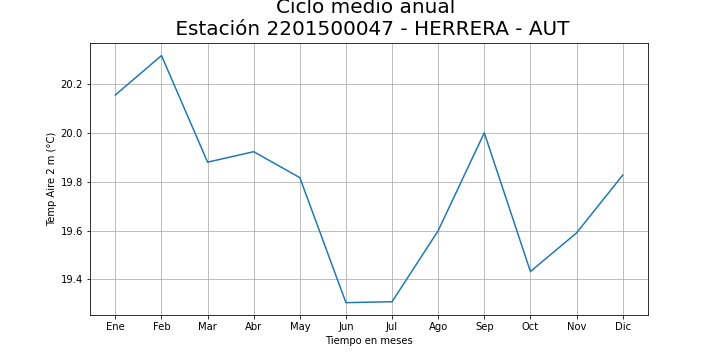 Ciclo medio anual
Estación 2201500047 - HERRERA - AUT
Temp Aire 2 m (°C)
20.2
20.0
19.8
19.6
19.4
Ene Feb Mar Abr May Jun Jul Ago Sep Oct Nov Dic
Tiempo en meses